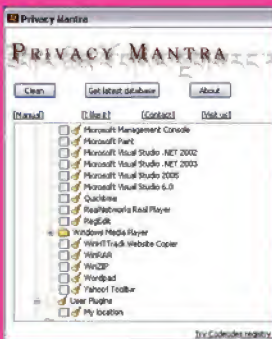 Privacy Mantra
PRIVACY MANTRA
Clean Get latest database About
[Manual] [I like it] [Contact] [Visit us]
Microsoft Management Console
Microsoft Paint
Microsoft Visual Studio .NET 2002
Microsoft Visual Studio .NET 2003
Microsoft Visual Studio 2005
Microsoft Visual Studio 6.0
Quicktime
RealNetworks Real Player
RegEdit
Windows Media Player
WinHTTrack Website Copier
WinRAR
WinZIP
Wordpad
Yahoo! Toolbar
User Plugins
My location
Try Codeodes registry